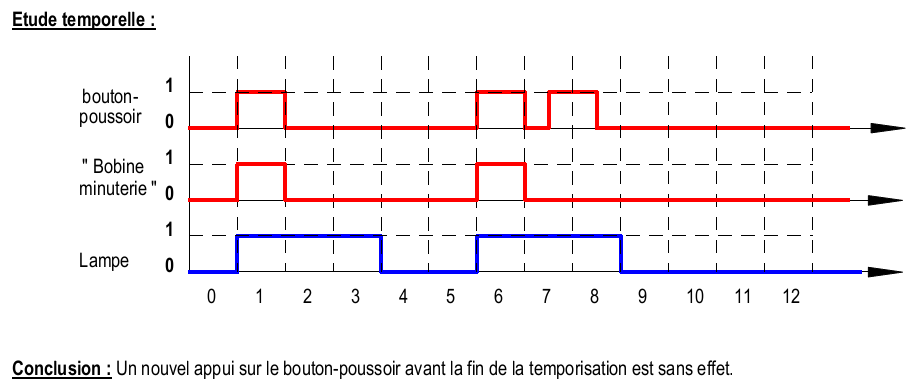 Etude temporelle :
bouton-
poussoir
1
0
" Bobine
minuterie "
1
0
Lampe
1
0
0 1 2 3 4 5 6 7 8 9 10 11 12
Conclusion : Un nouvel appui sur le bouton-poussoir avant la fin de la temporisation est sans effet.